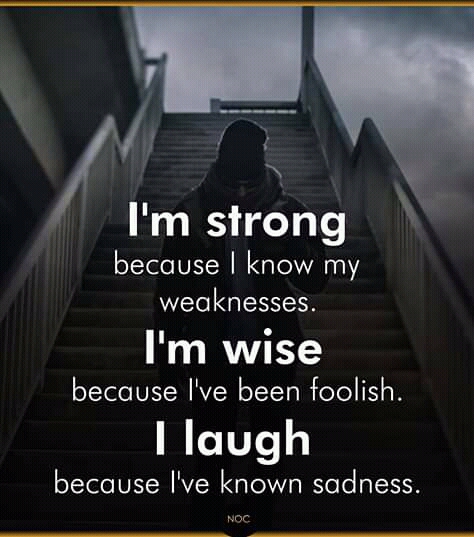 I'm strong
because I know my
weaknesses.
I'm wise
because I've been foolish.
I laugh
because I've known sadness.
NOC